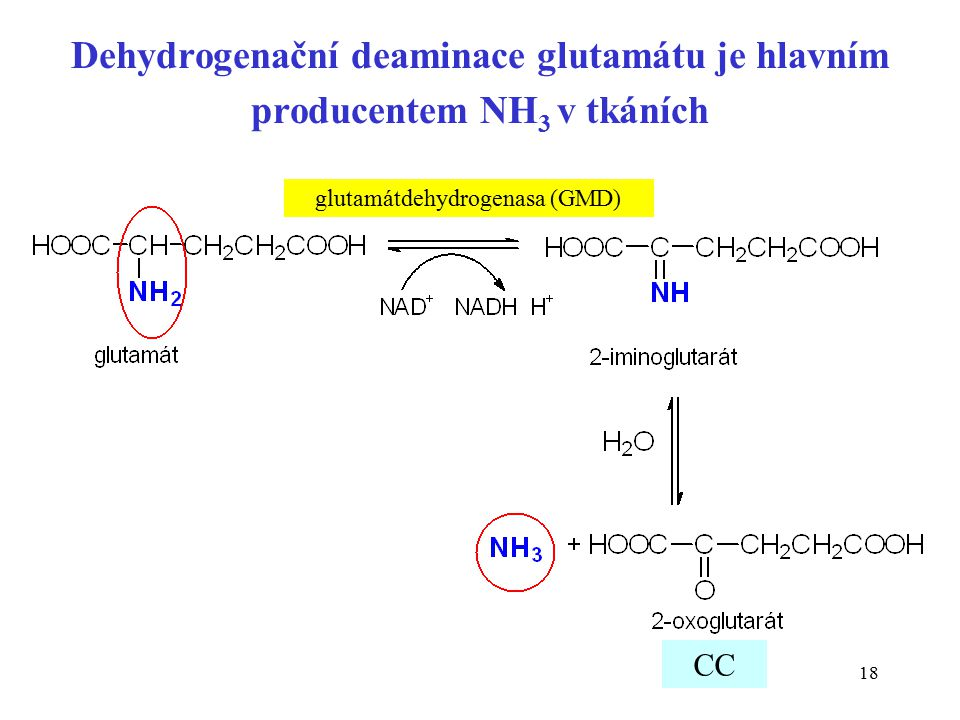 Dehydrogenační deaminace glutamátu je hlavním
producentem NH₃ v tkáních
glutamátdehydrogenasa (GMD)
HOOC-CH-CH₂CH₂COOH
NH₂
glutamát
NAD⁺ NADH H⁺
HOOC-C-CH₂CH₂COOH
NH
2-iminoglutarát
H₂O
NH₃ + HOOC-C-CH₂CH₂COOH
O
2-oxoglutarát
CC
18